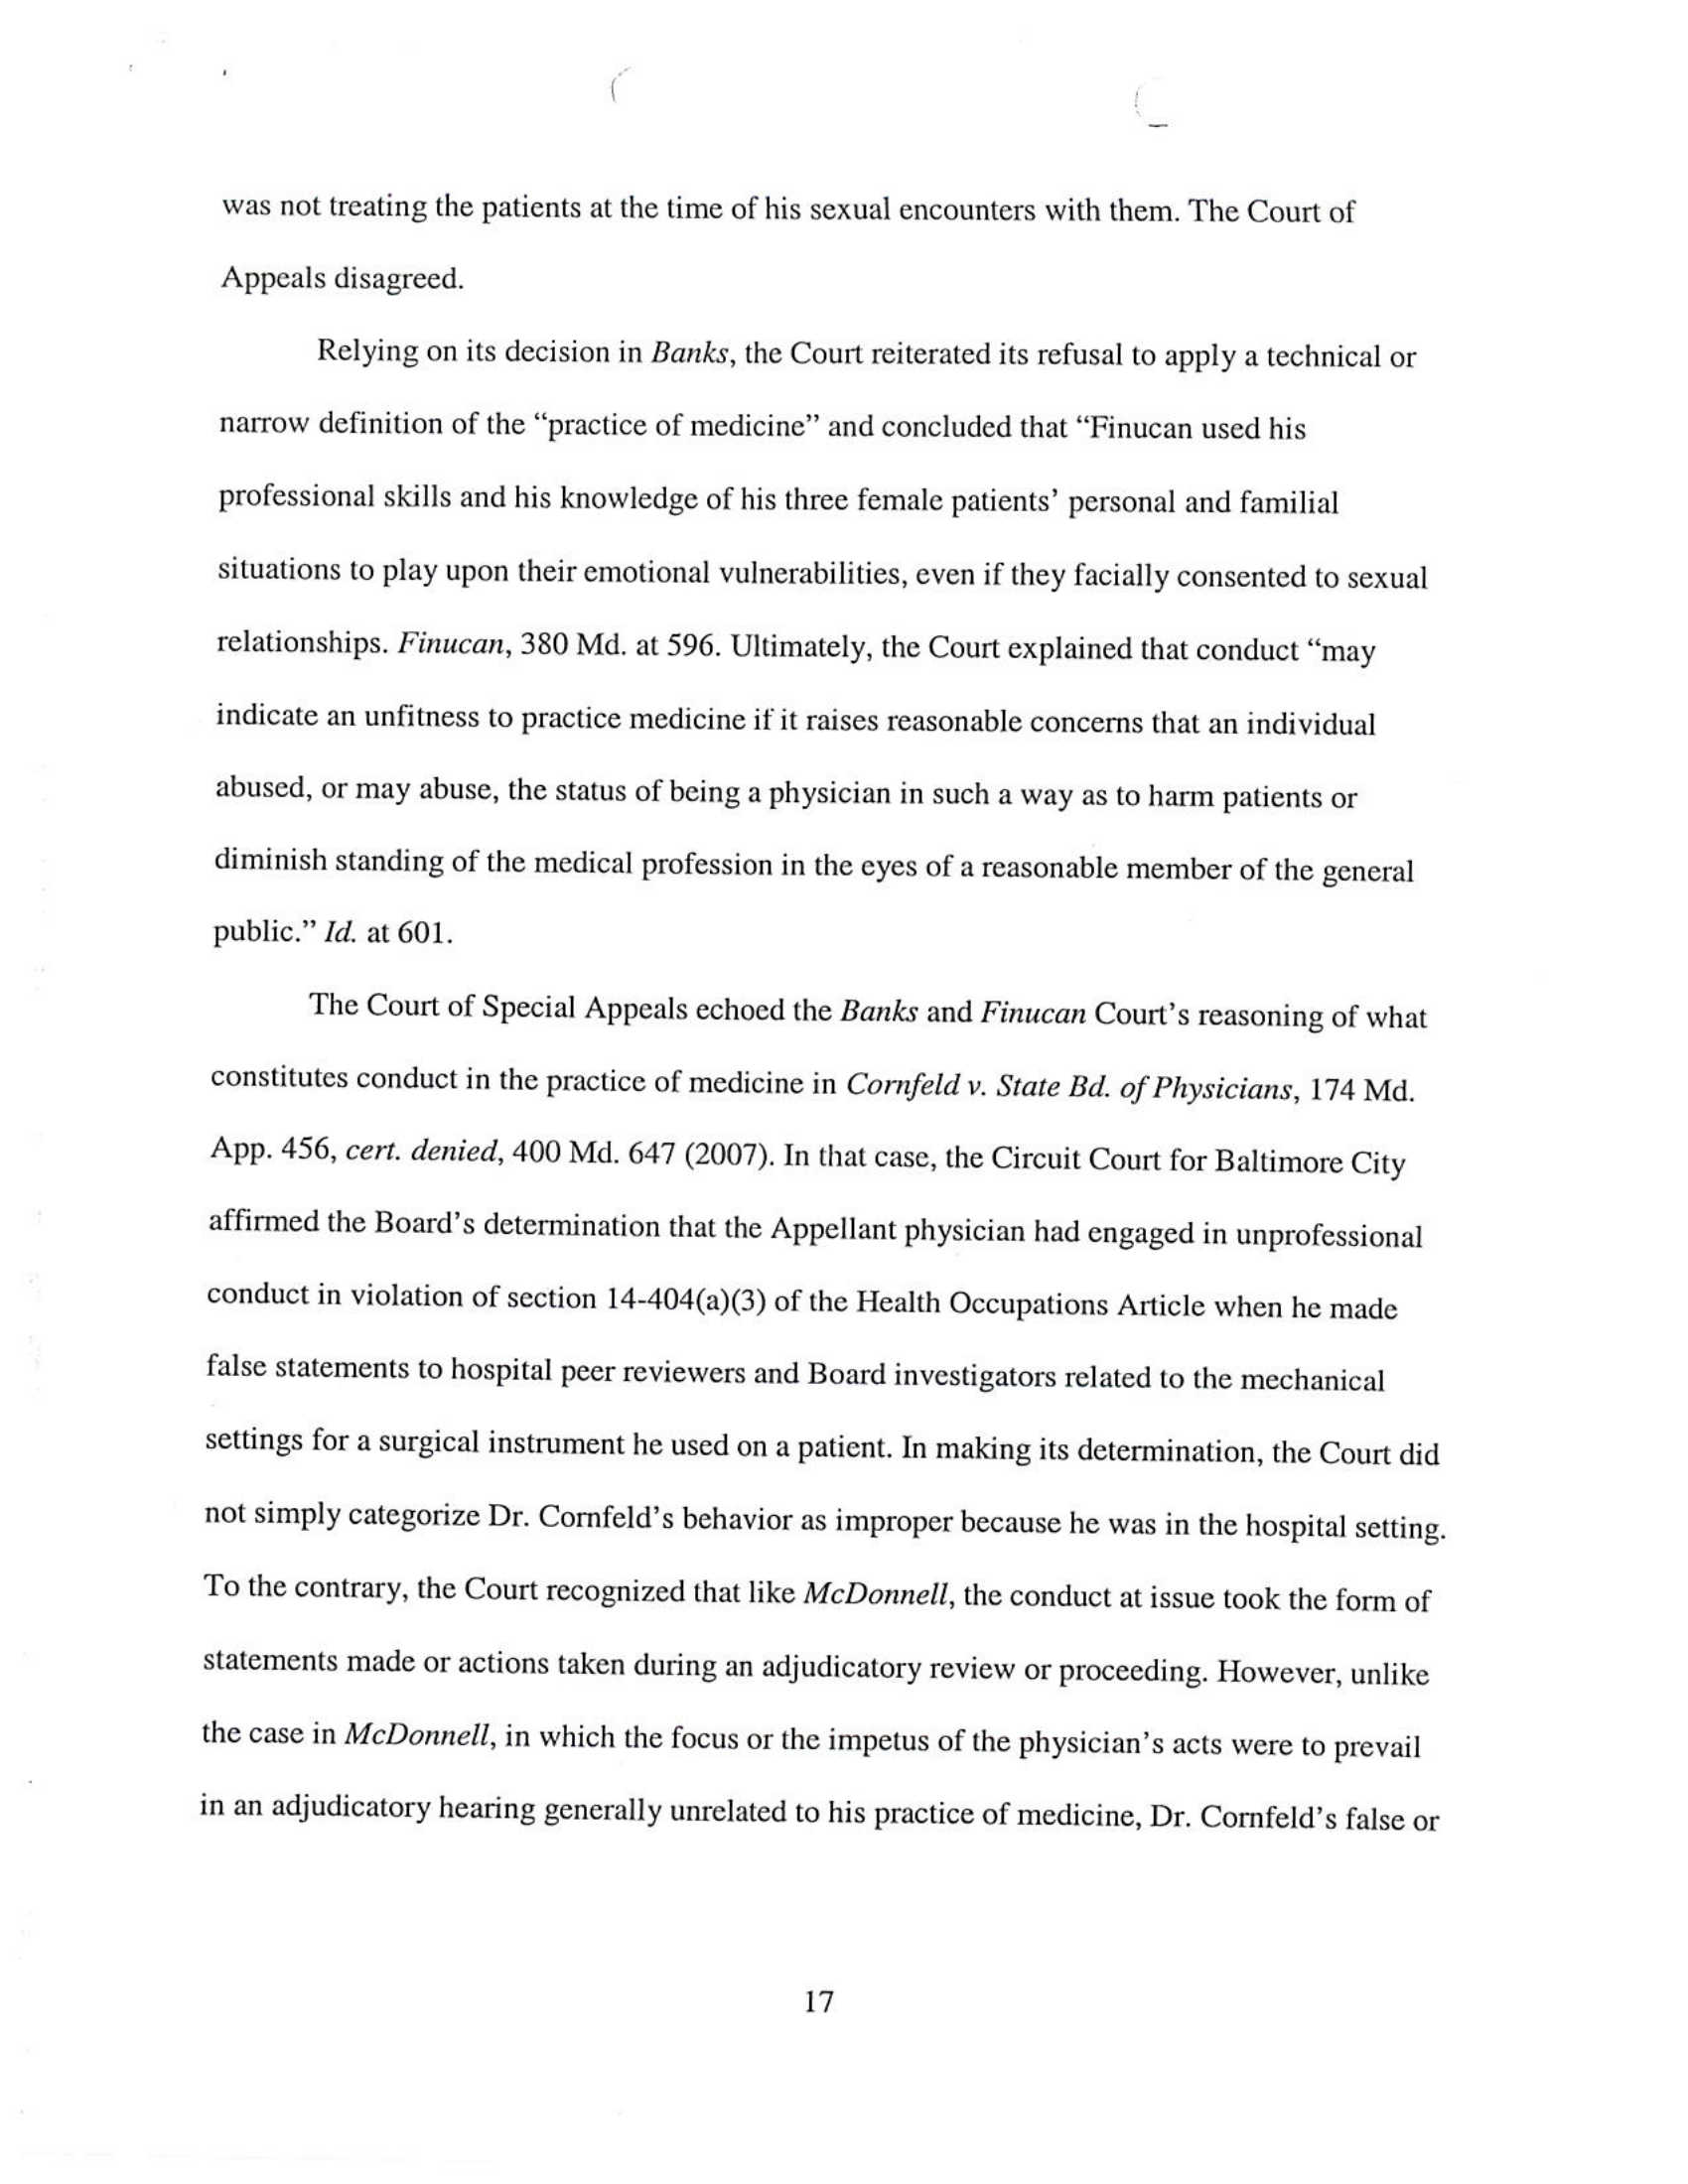 was not treating the patients at the time of his sexual encounters with them. The Court of
Appeals disagreed.
Relying on its decision in Banks, the Court reiterated its refusal to apply a technical or
narrow definition of the “practice of medicine” and concluded that “Finucan used his
professional skills and his knowledge of his three female patients’ personal and familial
situations to play upon their emotional vulnerabilities, even if they facially consented to sexual
relationships. Finucan, 380 Md. at 596. Ultimately, the Court explained that conduct “may
indicate an unfitness to practice medicine if it raises reasonable concerns that an individual
abused, or may abuse, the status of being a physician in such a way as to harm patients or
diminish standing of the medical profession in the eyes of a reasonable member of the general
public.” Id. at 601.
The Court of Special Appeals echoed the Banks and Finucan Court’s reasoning of what
constitutes conduct in the practice of medicine in Cornfeld v. State Bd. of Physicians, 174 Md.
App. 456, cert. denied, 400 Md. 647 (2007). In that case, the Circuit Court for Baltimore City
affirmed the Board’s determination that the Appellant physician had engaged in unprofessional
conduct in violation of section 14-404(a)(3) of the Health Occupations Article when he made
false statements to hospital peer reviewers and Board investigators related to the mechanical
settings for a surgical instrument he used on a patient. In making its determination, the Court did
not simply categorize Dr. Cornfeld’s behavior as improper because he was in the hospital setting.
To the contrary, the Court recognized that like McDonnell, the conduct at issue took the form of
statements made or actions taken during an adjudicatory review or proceeding. However, unlike
the case in McDonnell, in which the focus or the impetus of the physician’s acts were to prevail
in an adjudicatory hearing generally unrelated to his practice of medicine, Dr. Cornfeld’s false or
17